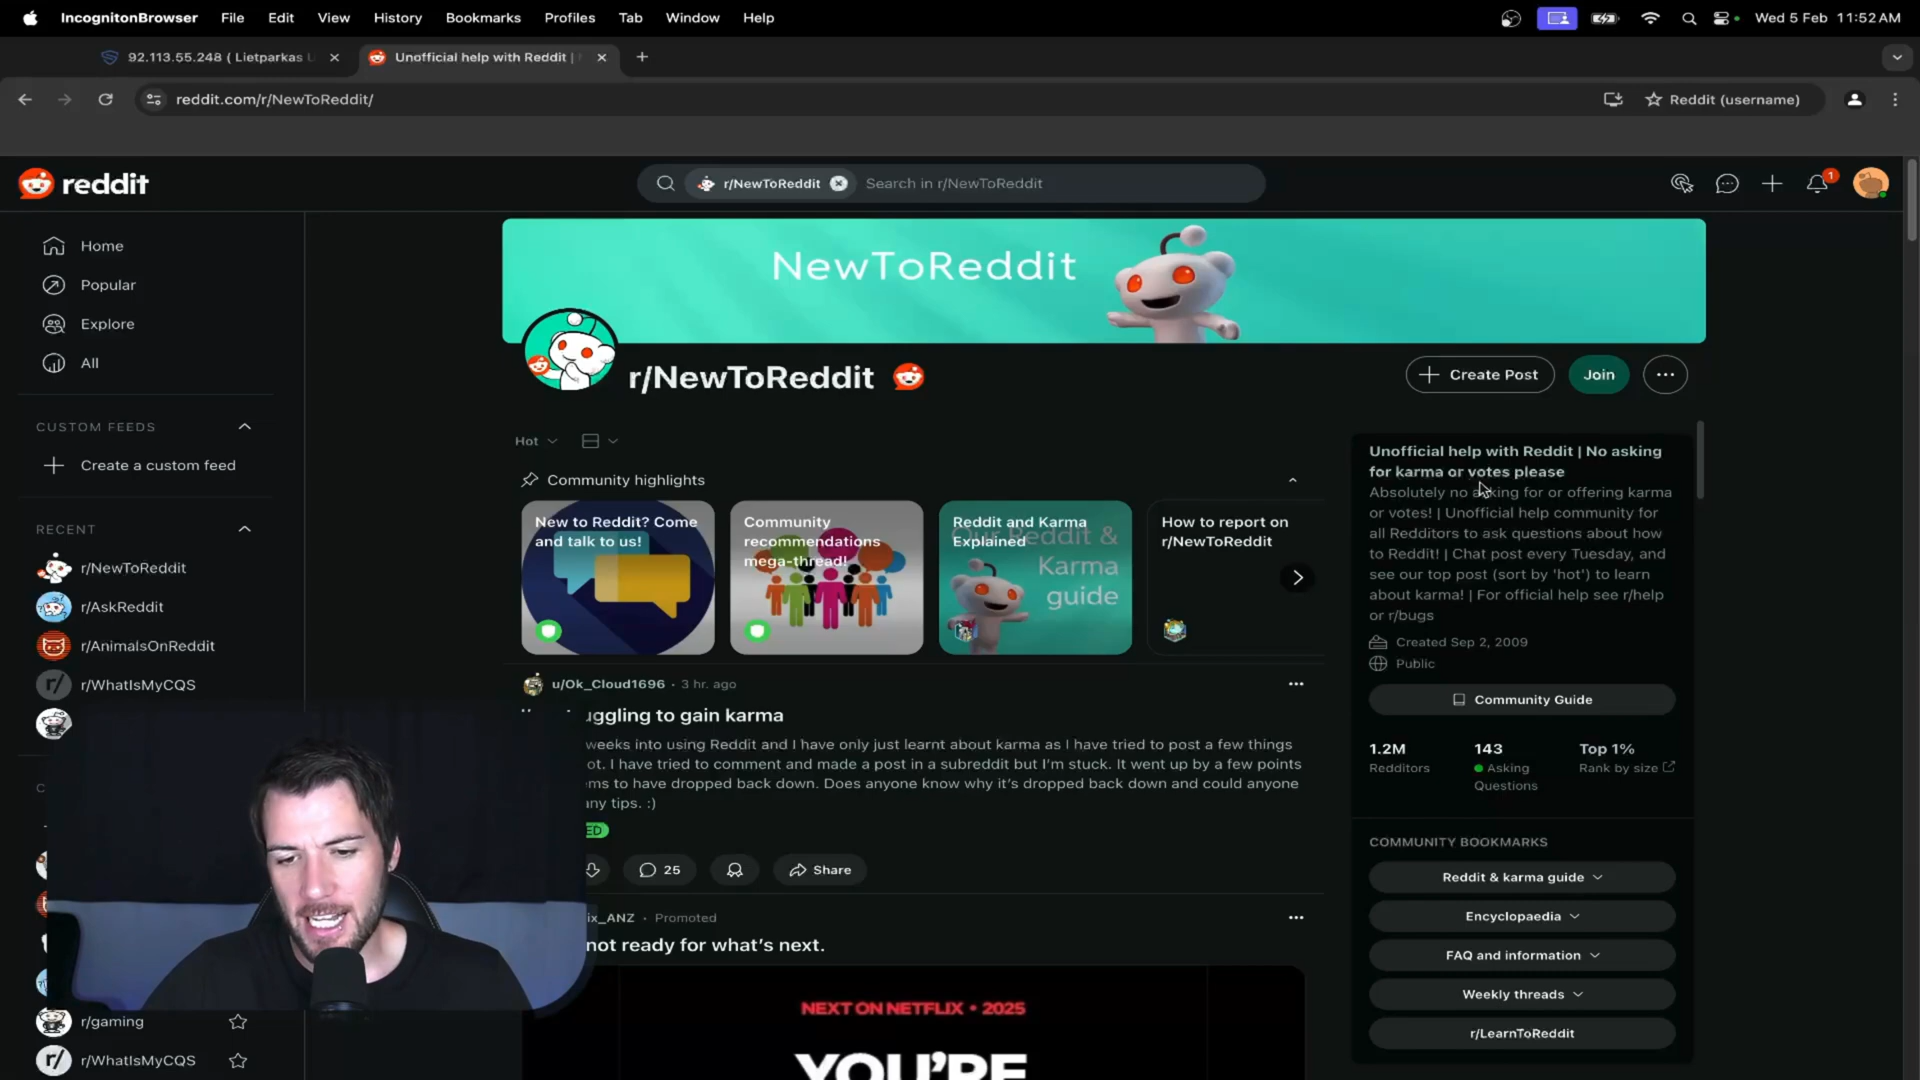 IncognitonBrowser File Edit View History Bookmarks Profiles Tab Window Help Wed 5 Feb 11:52 AM
92.113.55.248 ( Lietparkas U Unofficial help with Reddit |
reddit.com/r/NewToReddit/ Reddit (username)
reddit r/NewToReddit Search in r/NewToReddit 1
Home
Popular
Explore
All
CUSTOM FEEDS
Create a custom feed
RECENT
r/NewToReddit
r/AskReddit
r/AnimalsOnReddit
r/WhatIsMyCQS
r/gaming
r/WhatIsMyCQS
NewToReddit
r/NewToReddit
Create Post Join
Hot
Community highlights
New to Reddit? Come
and talk to us!
Community
recommendations
mega-thread!
Reddit and Karma
Explained
Our Reddit &
Karma
guide
How to report on
r/NewToReddit
u/Ok_Cloud1696 · 3 hr. ago
uggling to gain karma
weeks into using Reddit and I have only just learnt about karma as I have tried to post a few things
ot. I have tried to comment and made a post in a subreddit but I'm stuck. It went up by a few points
ms to have dropped back down. Does anyone know why it's dropped back down and could anyone
ny tips. :)
ED
25 Share
ix_ANZ · Promoted
not ready for what's next.
NEXT ON NETFLIX • 2025
YOU'RE
Unofficial help with Reddit | No asking
for karma or votes please
Absolutely no asking for or offering karma
or votes! | Unofficial help community for
all Redditors to ask questions about how
to Reddit! | Chat post every Tuesday, and
see our top post (sort by 'hot') to learn
about karma! | For official help see r/help
or r/bugs
Created Sep 2, 2009
Public
Community Guide
1.2M 143 Top 1%
Redditors Asking Rank by size
Questions
COMMUNITY BOOKMARKS
Reddit & karma guide
Encyclopaedia
FAQ and information
Weekly threads
r/LearnToReddit